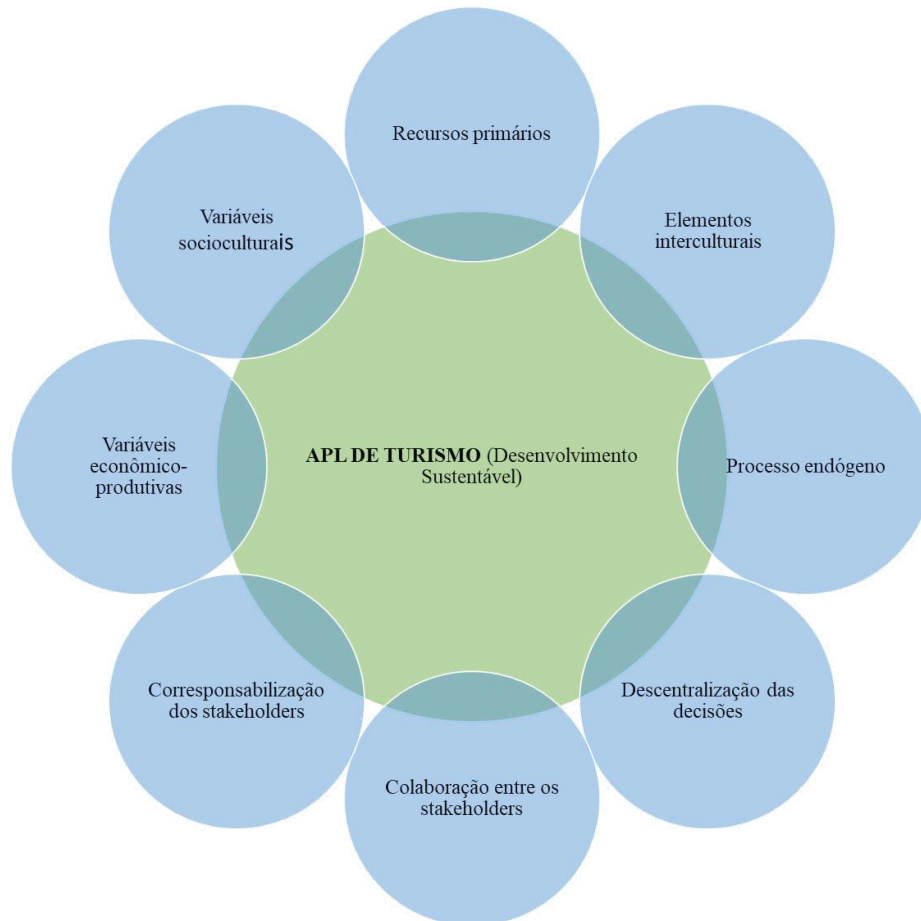 Recursos primários
Elementos
interculturais
Processo endógeno
Descentralização das
decisões
Colaboração entre os
stakeholders
Corresponsabilização
dos stakeholders
Variáveis
econômico-
produtivas
Variáveis
socioculturais
APL DE TURISMO (Desenvolvimento
Sustentável)